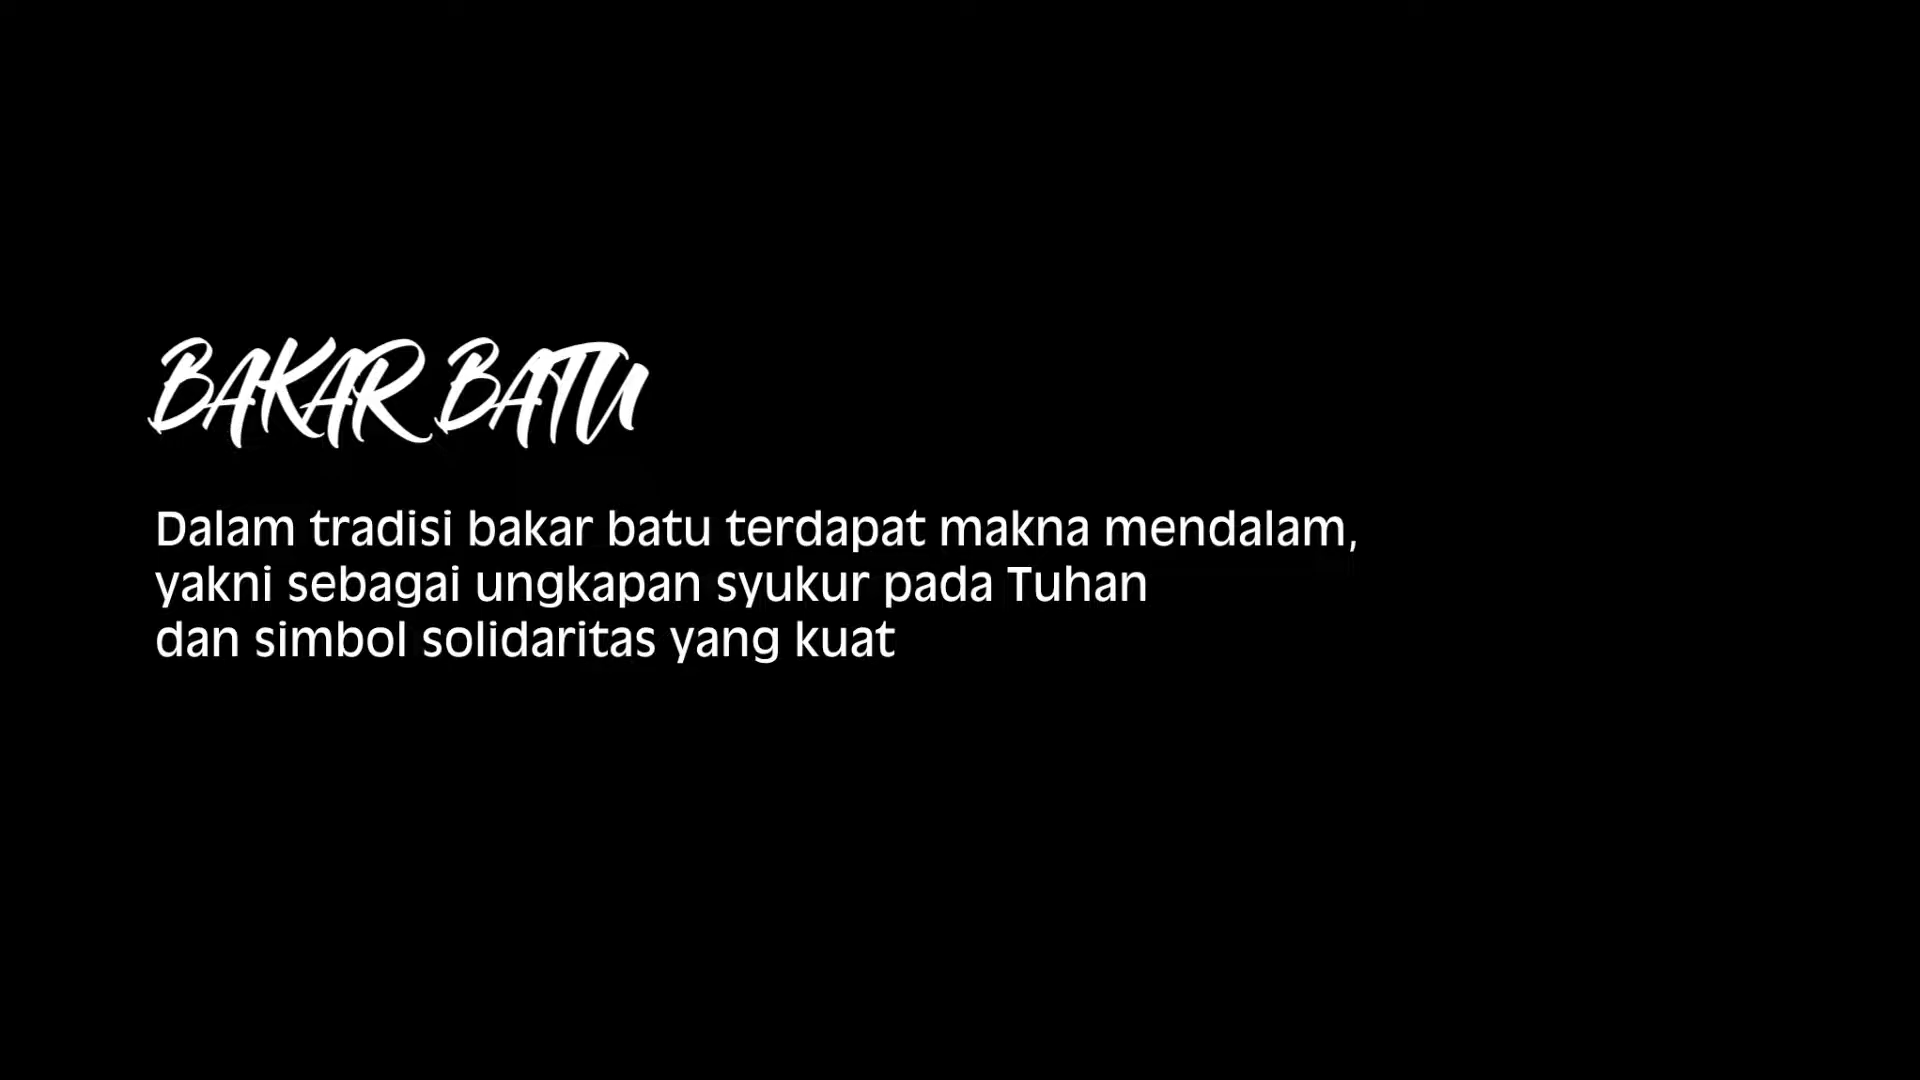 BAKAR BATU
Dalam tradisi bakar batu terdapat makna mendalam,
yakni sebagai ungkapan syukur pada Tuhan
dan simbol solidaritas yang kuat